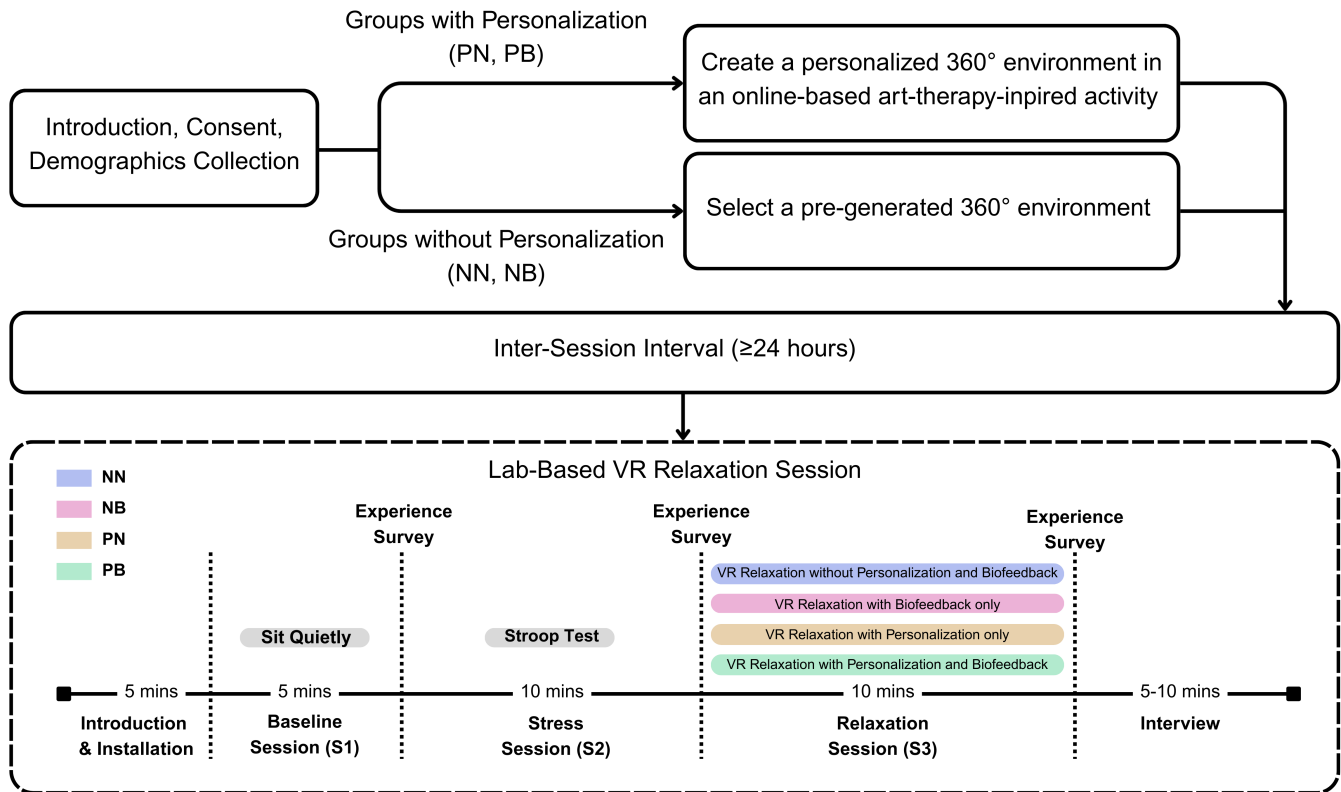 Groups with Personalization
(PN, PB)
Create a personalized 360° environment in
an online-based art-therapy-inpired activity
Introduction, Consent,
Demographics Collection
Select a pre-generated 360° environment
Groups without Personalization
(NN, NB)
Inter-Session Interval (≥24 hours)
Lab-Based VR Relaxation Session
NN
NB
PN
PB
Experience
Survey
Experience
Survey
Experience
Survey
VR Relaxation without Personalization and Biofeedback
VR Relaxation with Biofeedback only
VR Relaxation with Personalization only
VR Relaxation with Personalization and Biofeedback
Sit Quietly
Stroop Test
5 mins
5 mins
10 mins
10 mins
5-10 mins
Introduction
& Installation
Baseline
Session (S1)
Stress
Session (S2)
Relaxation
Session (S3)
Interview